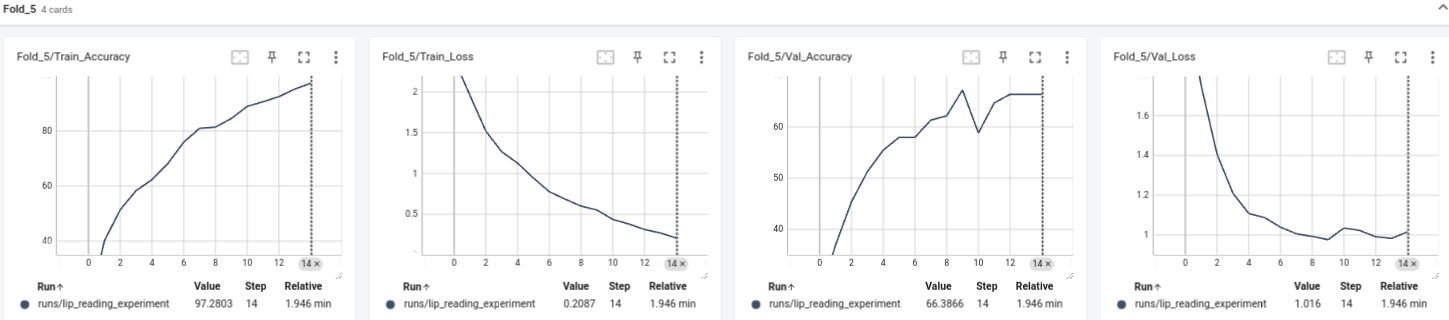 Fold_5 4 cards
Fold_5/Train_Accuracy
80
60
40
0 2 4 6 8 10 12 14 ×
Run↑ Value Step Relative
runs/lip_reading_experiment 97.2803 14 1.946 min
Fold_5/Train_Loss
2
1.5
1
0.5
0 2 4 6 8 10 12 14 ×
Run↑ Value Step Relative
runs/lip_reading_experiment 0.2087 14 1.946 min
Fold_5/Val_Accuracy
60
50
40
0 2 4 6 8 10 12 14 ×
Run↑ Value Step Relative
runs/lip_reading_experiment 66.3866 14 1.946 min
Fold_5/Val_Loss
1.6
1.4
1.2
1
0 2 4 6 8 10 12 14 ×
Run↑ Value Step Relative
runs/lip_reading_experiment 1.016 14 1.946 min